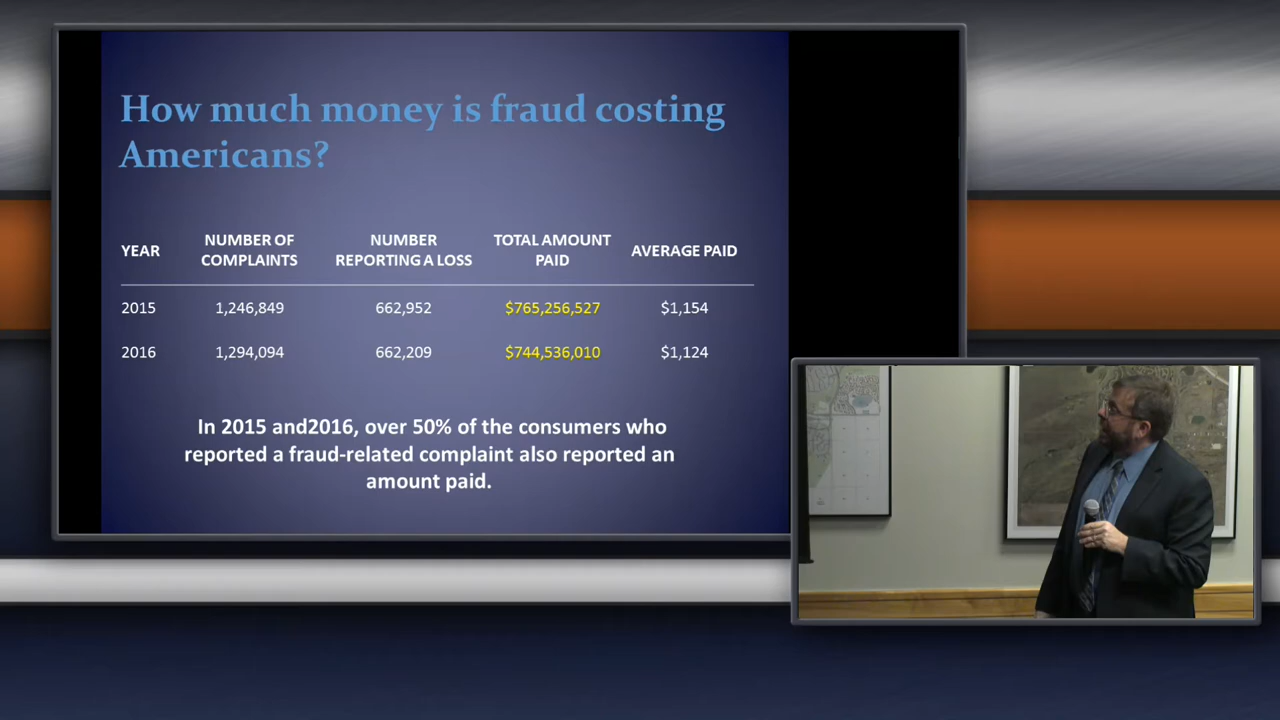 How much money is fraud costing
Americans?
YEAR NUMBER OF COMPLAINTS NUMBER REPORTING A LOSS TOTAL AMOUNT PAID AVERAGE PAID
2015 1,246,849 662,952 $765,256,527 $1,154
2016 1,294,094 662,209 $744,536,010 $1,124
In 2015 and2016, over 50% of the consumers who
reported a fraud-related complaint also reported an
amount paid.